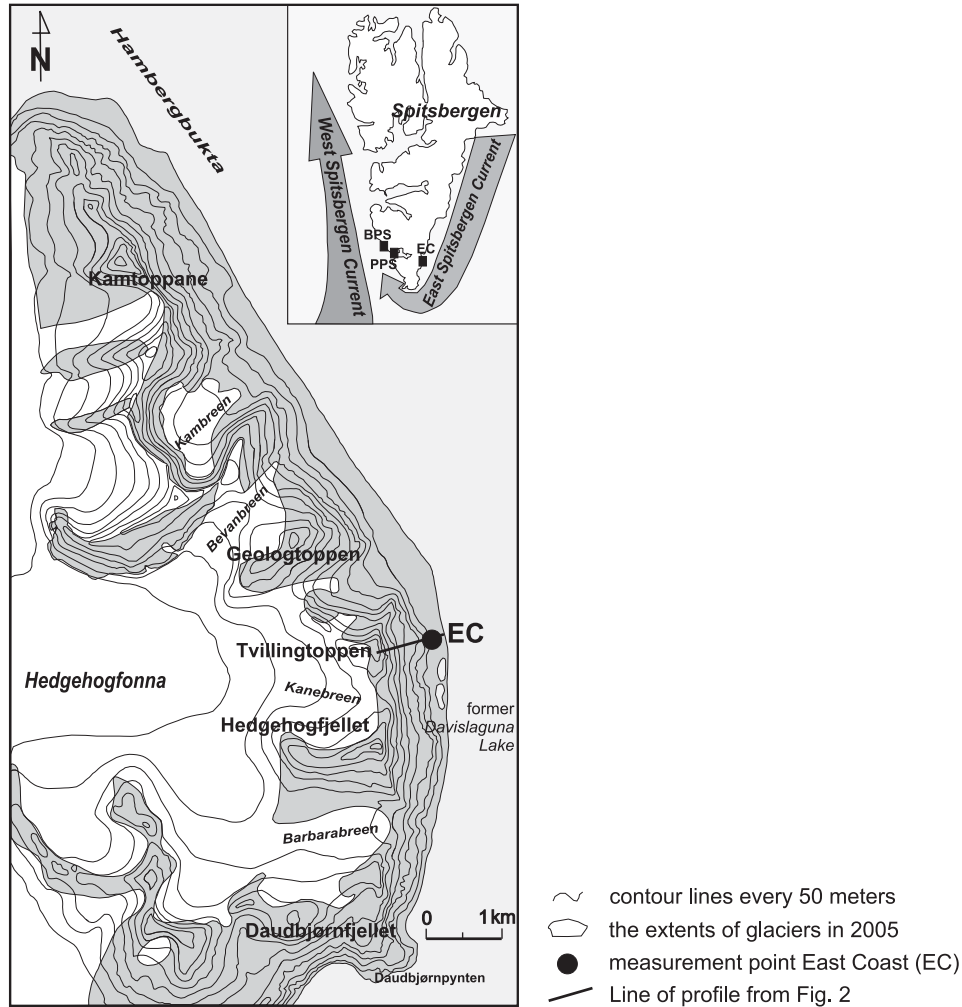 N
Hambergbukta
Spitsbergen
West Spitsbergen Current
East Spitsbergen Current
BPS
PPS
EC
Kamtoppane
Kambreen
Bevanbreen
Geologtoppen
EC
Tvillingtoppen
Hedgehogfonna
Kanebreen
former
Davislaguna
Lake
Hedgehogfjellet
Barbarabreen
Daudbjørnfjellet
0 1km
Daudbjørnpynten
contour lines every 50 meters
the extents of glaciers in 2005
measurement point East Coast (EC)
Line of profile from Fig. 2